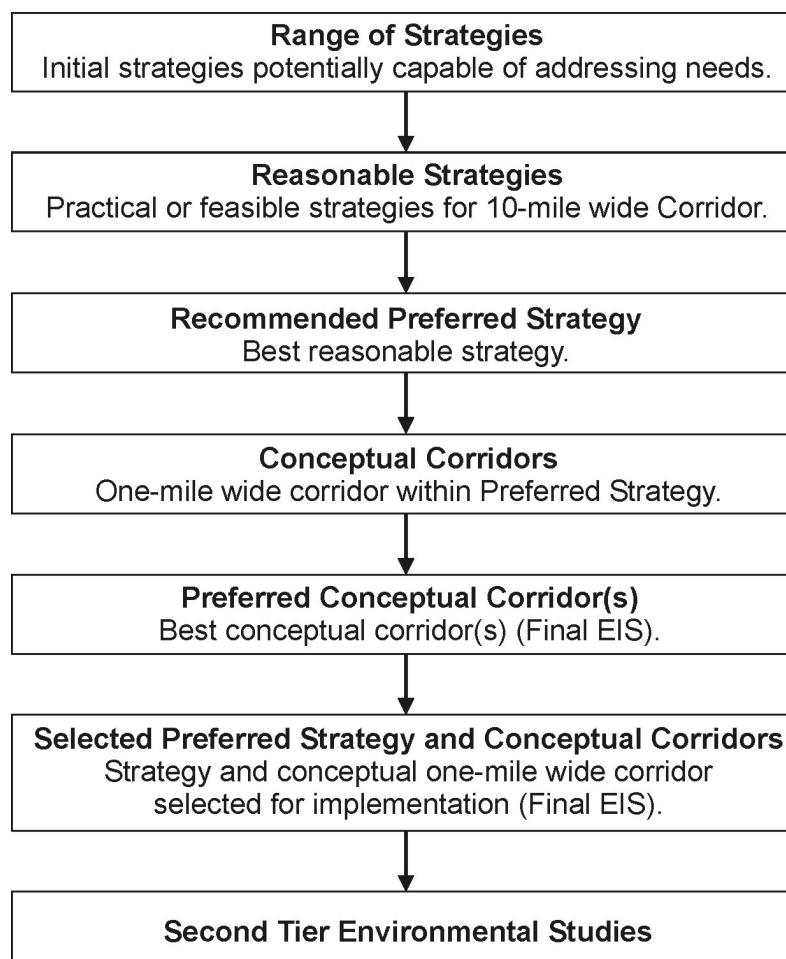 Range of Strategies
Initial strategies potentially capable of addressing needs.
Reasonable Strategies
Practical or feasible strategies for 10-mile wide Corridor.
Recommended Preferred Strategy
Best reasonable strategy.
Conceptual Corridors
One-mile wide corridor within Preferred Strategy.
Preferred Conceptual Corridor(s)
Best conceptual corridor(s) (Final EIS).
Selected Preferred Strategy and Conceptual Corridors
Strategy and conceptual one-mile wide corridor
selected for implementation (Final EIS).
Second Tier Environmental Studies